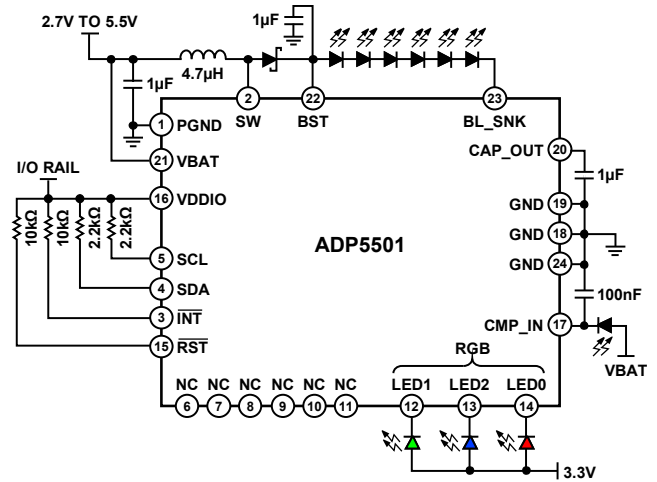 2.7V TO 5.5V
1µF
4.7µH
1µF
2
22
23
SW
BST
BL_SNK
1
PGND
21
VBAT
20
CAP_OUT
1µF
I/O RAIL
16
VDDIO
19
GND
18
GND
24
GND
10kΩ
10kΩ
2.2kΩ
2.2kΩ
ADP5501
5
SCL
4
SDA
3
INT
15
RST
100nF
17
CMP_IN
VBAT
RGB
NC
NC
NC
NC
NC
NC
LED1
LED2
LED0
6
7
8
9
10
11
12
13
14
3.3V